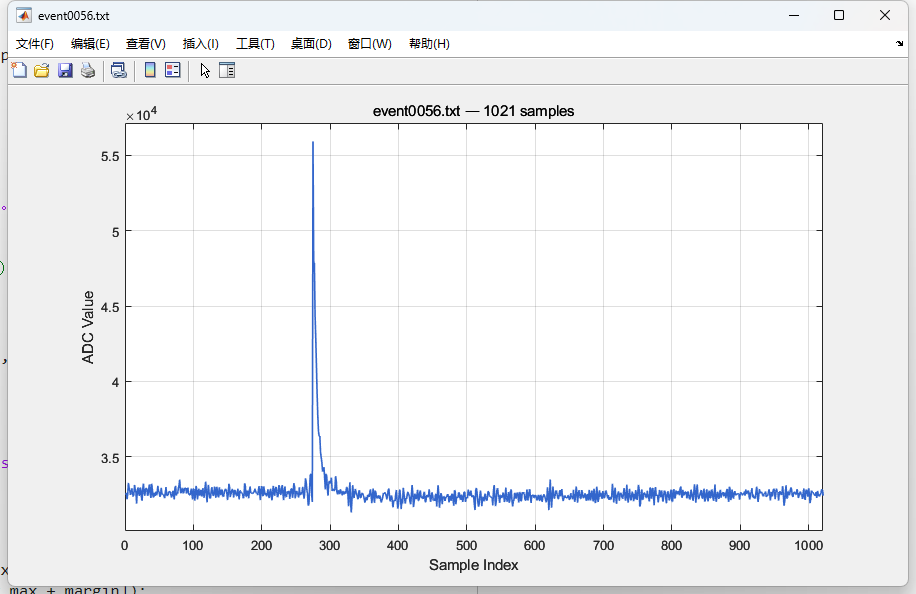 event0056.txt
文件(F) 编辑(E) 查看(V) 插入(I) 工具(T) 桌面(D) 窗口(W) 帮助(H)
event0056.txt — 1021 samples
×10⁴
5.5
5
4.5
4
3.5
ADC Value
0 100 200 300 400 500 600 700 800 900 1000
Sample Index
p
)
,
s
x
max + margin]);